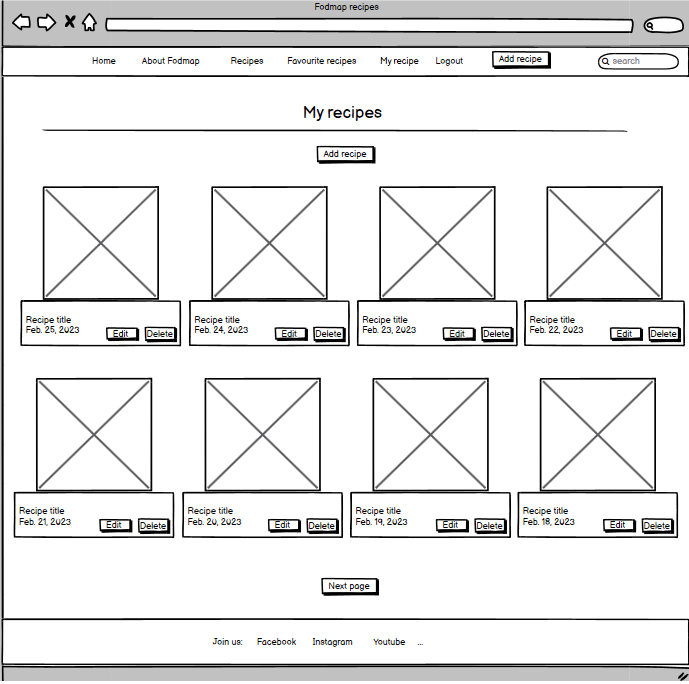 Fodmap recipes
Home About Fodmap Recipes Favourite recipes My recipe Logout Add recipe search
My recipes
Add recipe
Recipe title Recipe title Recipe title Recipe title
Feb. 25, 2023 Edit Delete Feb. 24, 2023 Edit Delete Feb. 23, 2023 Edit Delete Feb. 22, 2023 Edit Delete
Recipe title Recipe title Recipe title Recipe title
Feb. 21, 2023 Edit Delete Feb. 20, 2023 Edit Delete Feb. 19, 2023 Edit Delete Feb. 18, 2023 Edit Delete
Next page
Join us: Facebook Instagram Youtube ...